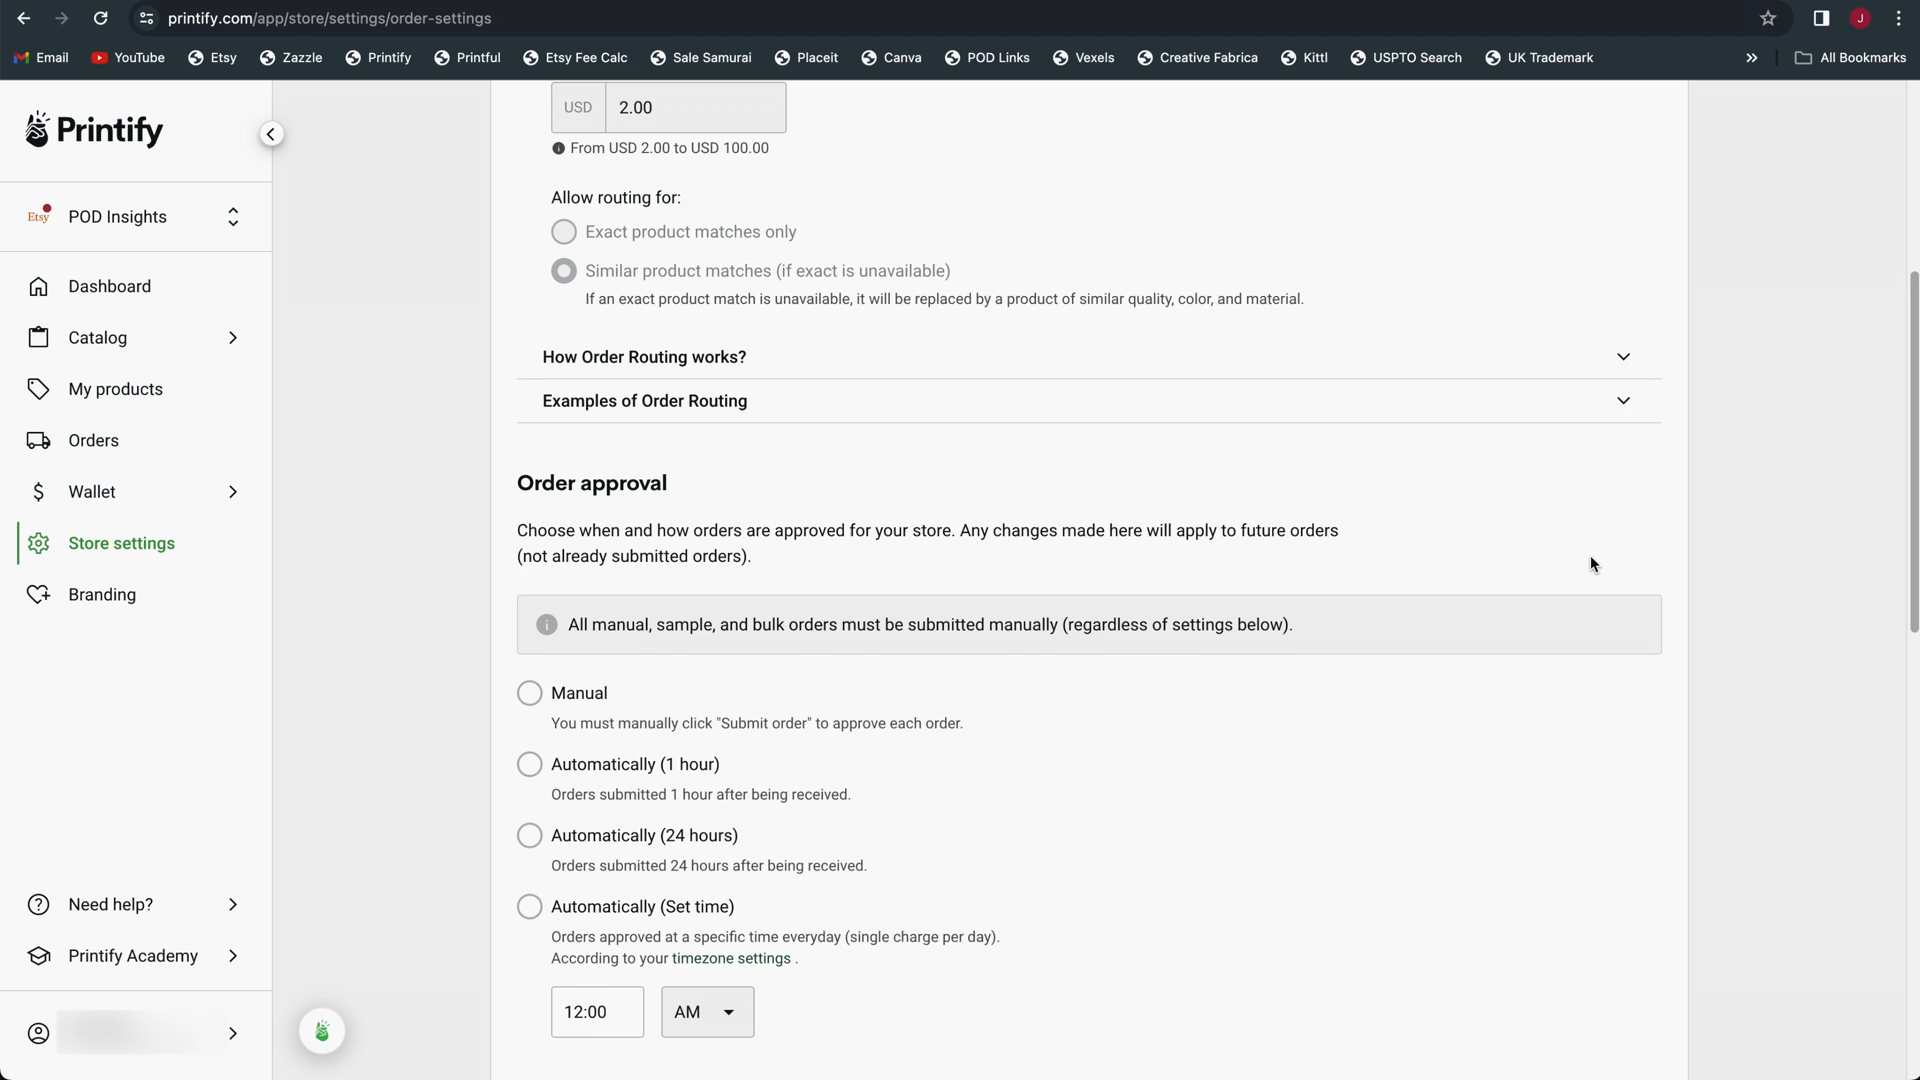 printify.com/app/store/settings/order-settings
J
Email YouTube Etsy Zazzle Printify Printful Etsy Fee Calc Sale Samurai Placeit Canva POD Links Vexels Creative Fabrica Kittl USPTO Search UK Trademark » All Bookmarks
Printify
Etsy POD Insights
Dashboard
Catalog
My products
Orders
Wallet
Store settings
Branding
Need help?
Printify Academy
USD 2.00
From USD 2.00 to USD 100.00
Allow routing for:
Exact product matches only
Similar product matches (if exact is unavailable)
If an exact product match is unavailable, it will be replaced by a product of similar quality, color, and material.
How Order Routing works?
Examples of Order Routing
Order approval
Choose when and how orders are approved for your store. Any changes made here will apply to future orders
(not already submitted orders).
All manual, sample, and bulk orders must be submitted manually (regardless of settings below).
Manual
You must manually click "Submit order" to approve each order.
Automatically (1 hour)
Orders submitted 1 hour after being received.
Automatically (24 hours)
Orders submitted 24 hours after being received.
Automatically (Set time)
Orders approved at a specific time everyday (single charge per day).
According to your timezone settings .
12:00 AM